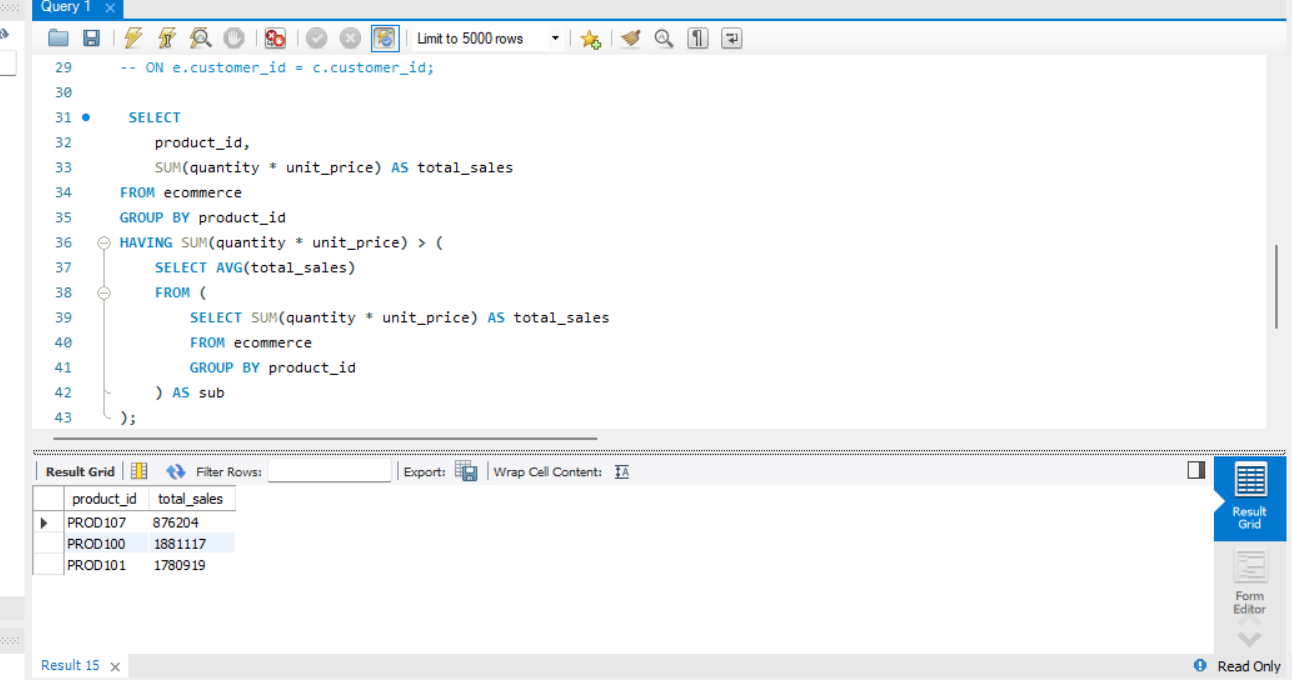 Query 1
Limit to 5000 rows
29 -- ON e.customer_id = c.customer_id;
30
31 SELECT
32 product_id,
33 SUM(quantity * unit_price) AS total_sales
34 FROM ecommerce
35 GROUP BY product_id
36 HAVING SUM(quantity * unit_price) > (
37 SELECT AVG(total_sales)
38 FROM (
39 SELECT SUM(quantity * unit_price) AS total_sales
40 FROM ecommerce
41 GROUP BY product_id
42 ) AS sub
43 );
Result Grid Filter Rows: Export: Wrap Cell Content: IA
product_id total_sales
PROD107 876204
PROD100 1881117
PROD101 1780919
Result
Grid
Form
Editor
Result 15 Read Only